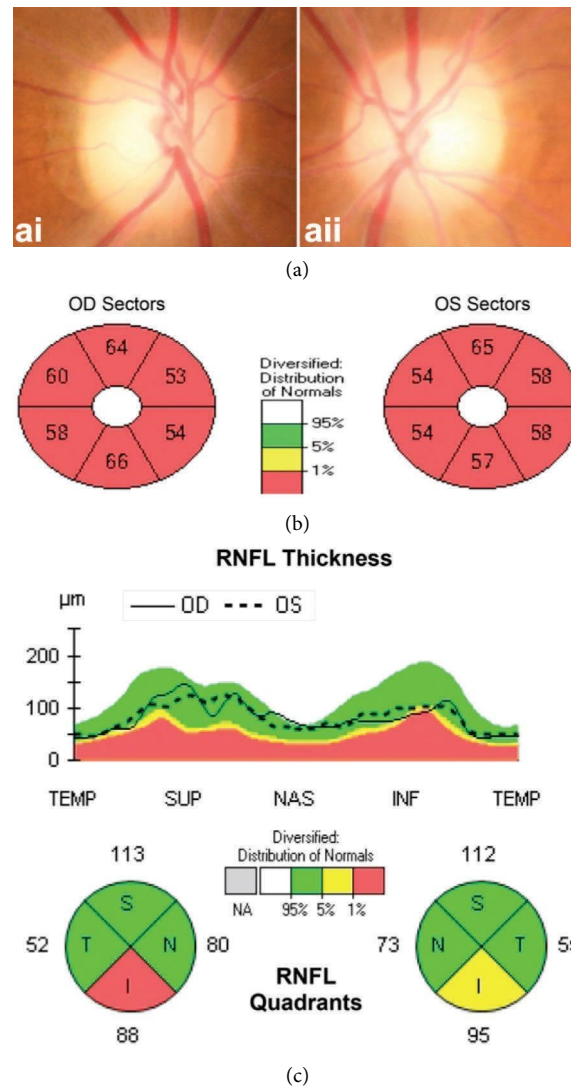 ai
aii
(a)
OD Sectors
OS Sectors
64
60
53
58
54
66
Diversified:
Distribution
of Normals
95%
5%
1%
65
54
58
54
58
57
(b)
RNFL Thickness
µm
OD
OS
200
100
0
TEMP
SUP
NAS
INF
TEMP
Diversified:
Distribution of Normals
NA
95%
5%
1%
113
S
52
T
N
80
I
88
RNFL
Quadrants
112
S
73
N
T
I
95
(c)